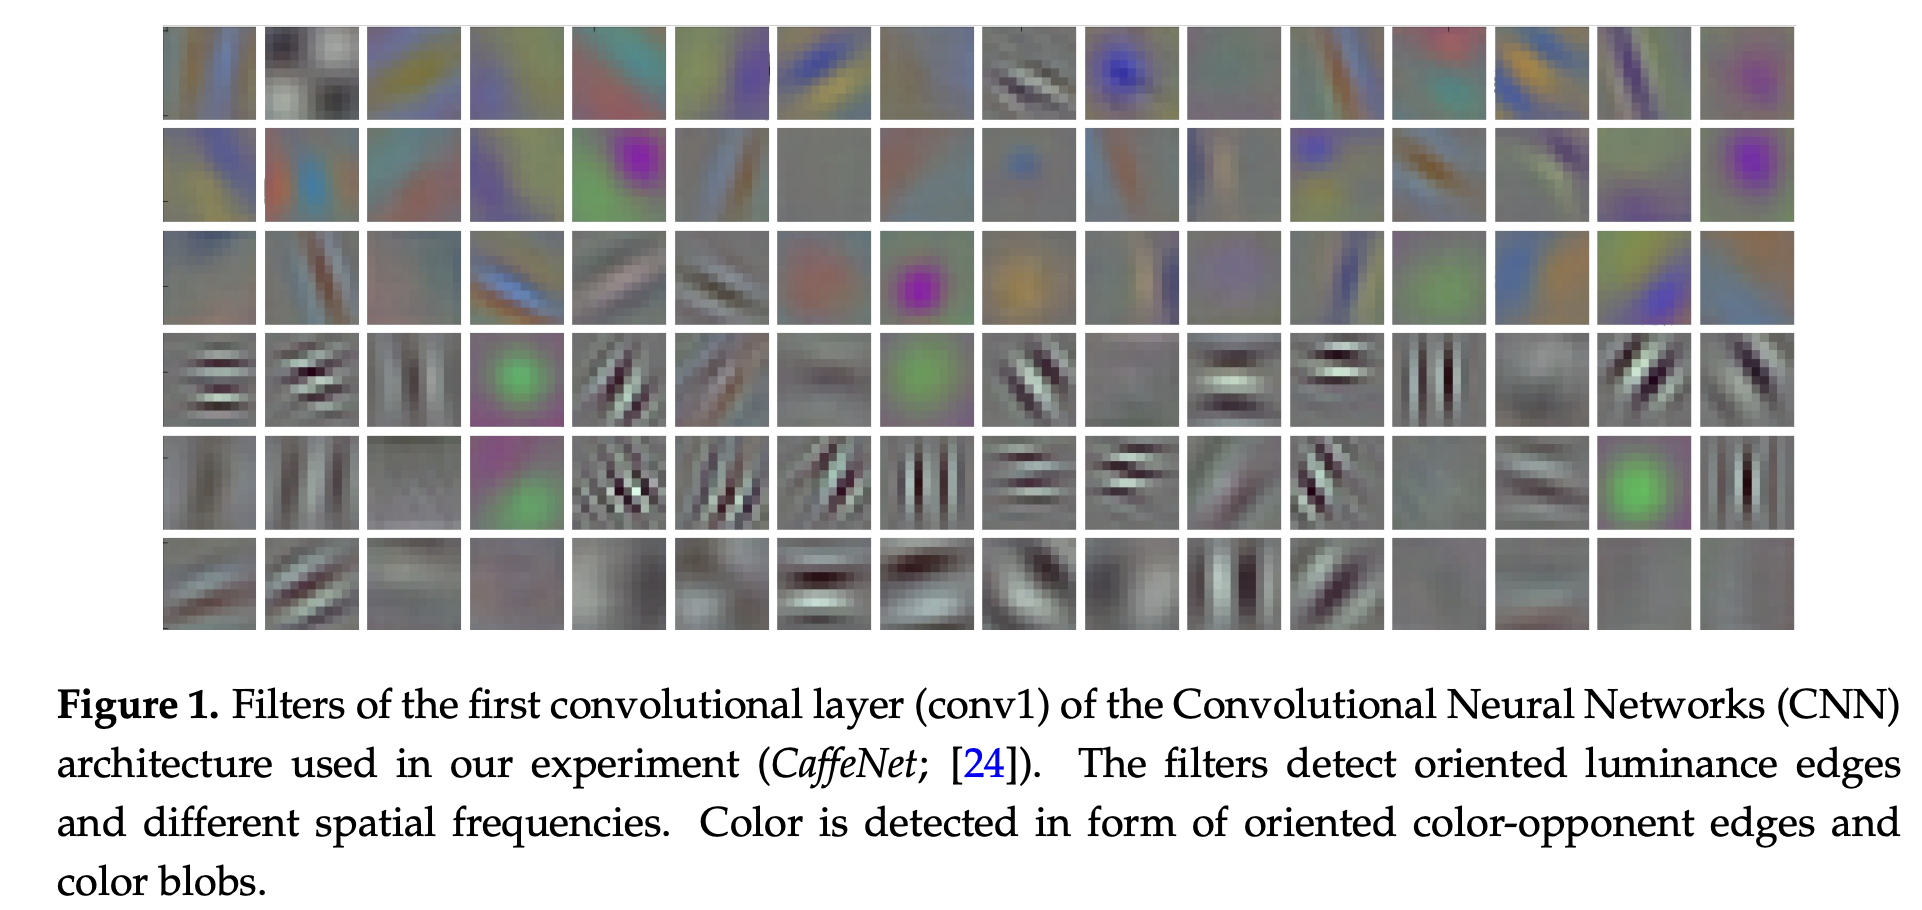 Figure 1. Filters of the first convolutional layer (conv1) of the Convolutional Neural Networks (CNN)
architecture used in our experiment (CaffeNet; [24]). The filters detect oriented luminance edges
and different spatial frequencies. Color is detected in form of oriented color-opponent edges and
color blobs.